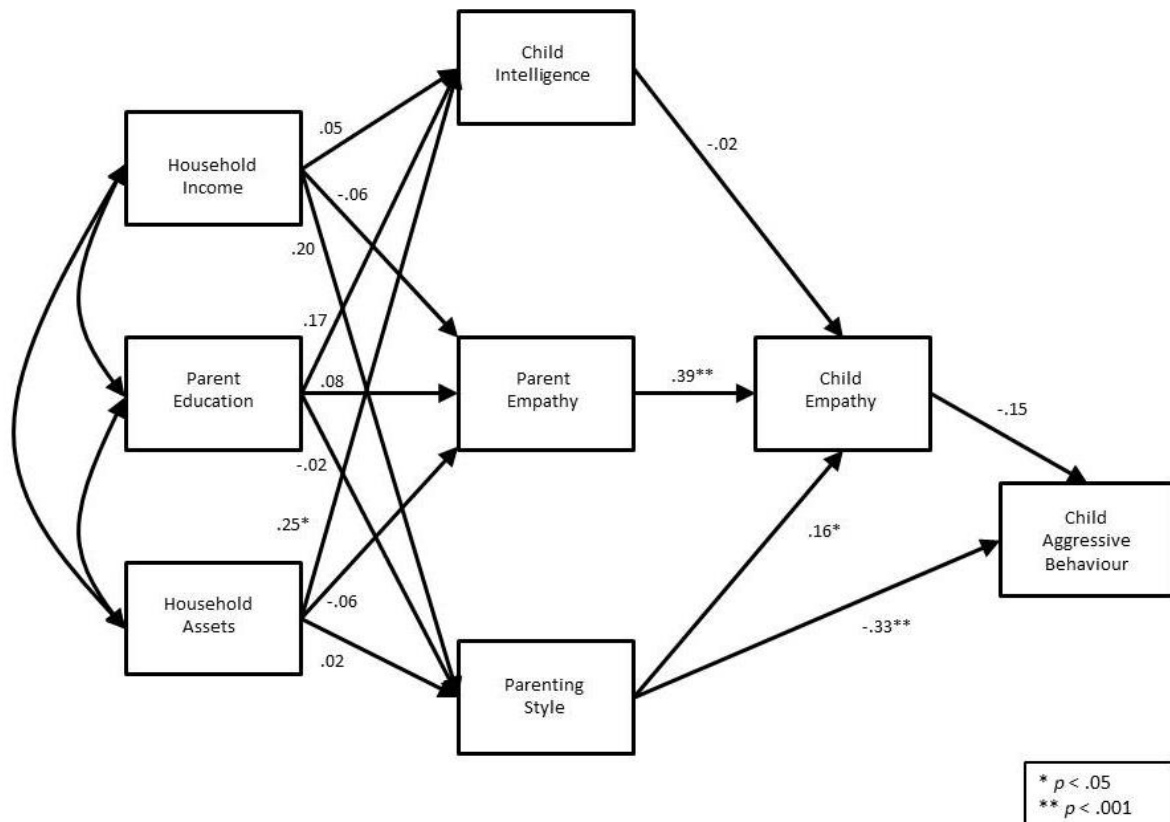 Child
Intelligence
.05
-.02
Household
Income
-.06
.20
.17
Parent
Education
.08
Parent
Empathy
.39**
Child
Empathy
-.15
-.02
.25*
.16*
Child
Aggressive
Behaviour
Household
Assets
-.06
.02
-.33**
Parenting
Style
* p < .05
** p < .001